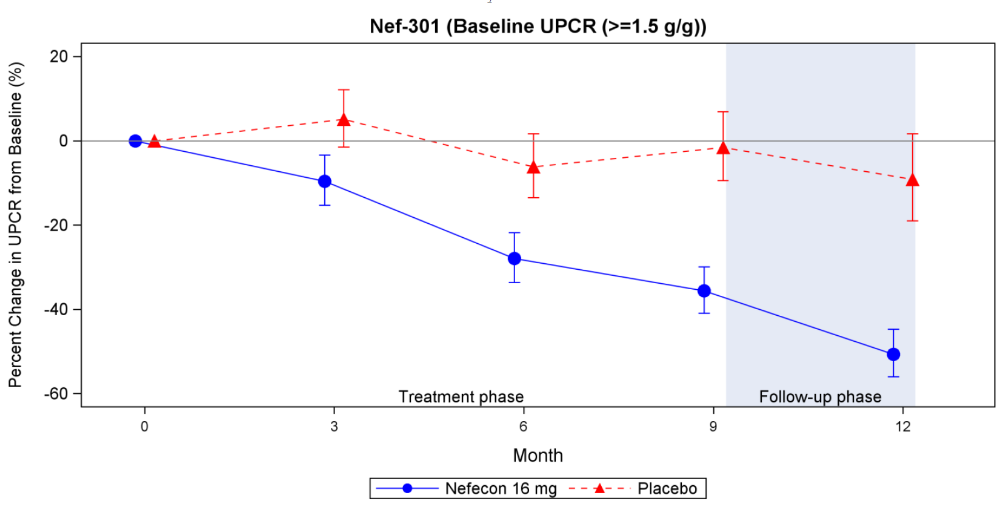 Nef-301 (Baseline UPCR (>=1.5 g/g))
Percent Change in UPCR from Baseline (%)
20
0
-20
-40
-60
Treatment phase
Follow-up phase
0 3 6 9 12
Month
Nefecon 16 mg Placebo